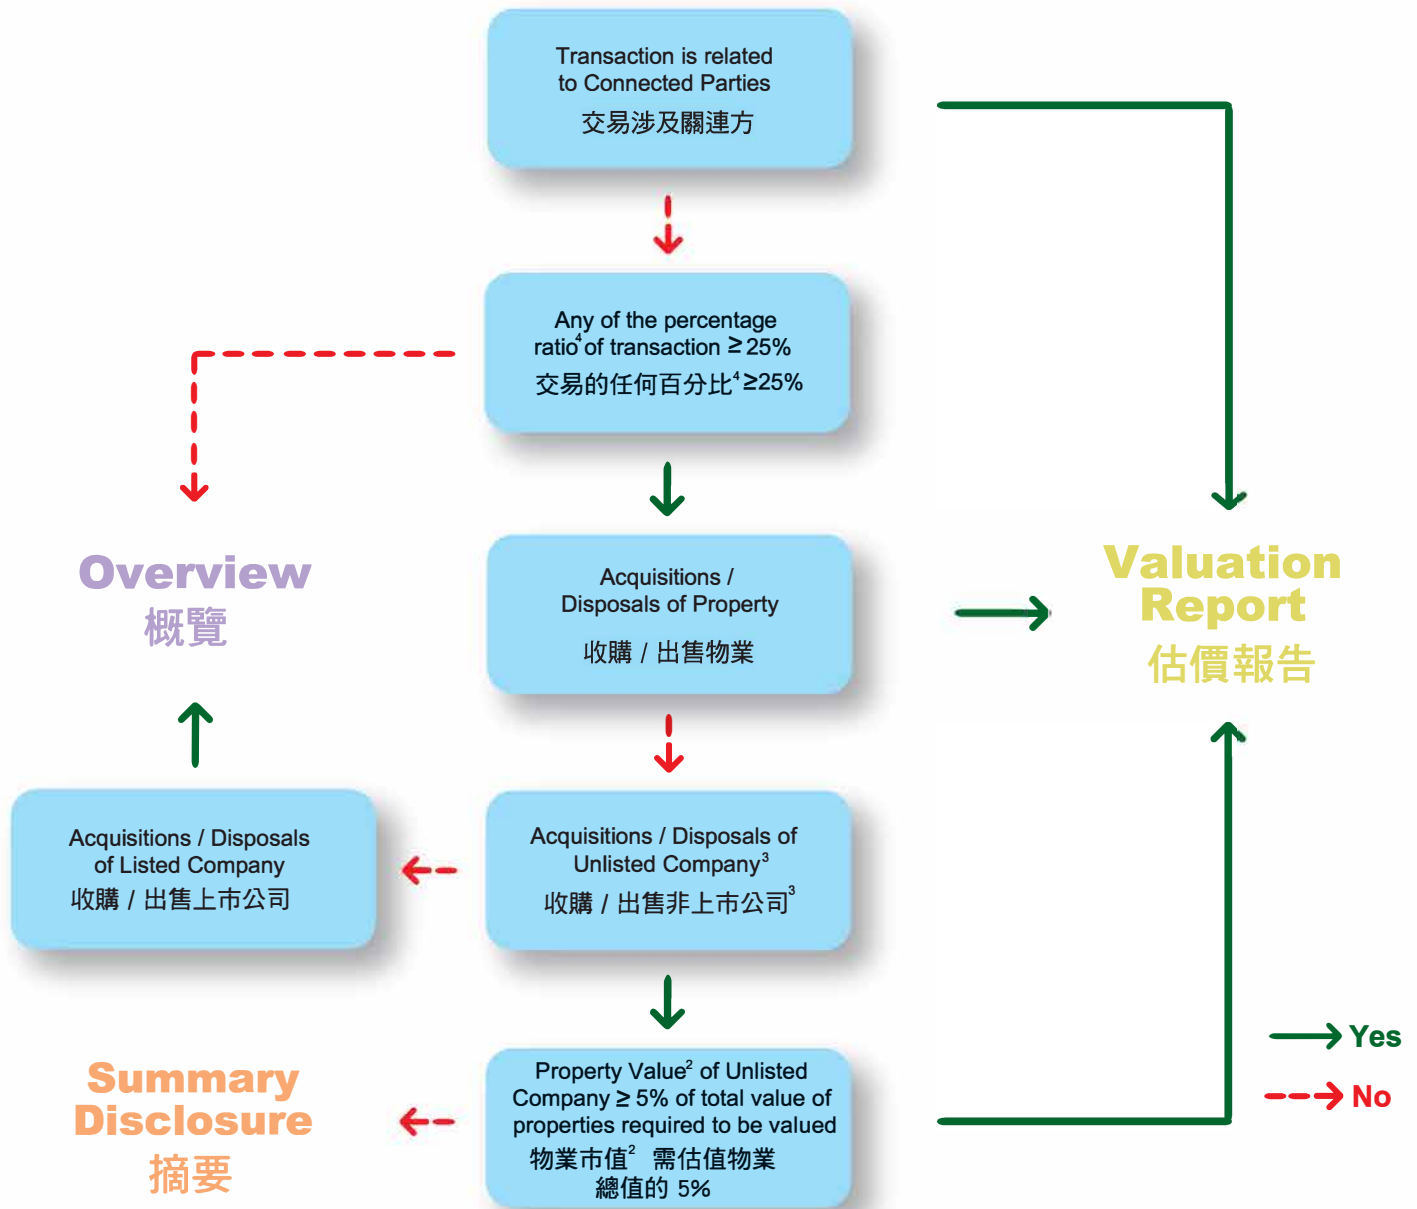 Transaction is related
to Connected Parties
交易涉及關連方
Any of the percentage
ratio⁴ of transaction ≥ 25%
交易的任何百分比⁴ ≥25%
Overview
概覽
Acquisitions /
Disposals of Property
收購 / 出售物業
Valuation
Report
估價報告
Acquisitions / Disposals
of Listed Company
收購 / 出售上市公司
Acquisitions / Disposals of
Unlisted Company³
收購 / 出售非上市公司³
Summary
Disclosure
摘要
Property Value² of Unlisted
Company ≥ 5% of total value of
properties required to be valued
物業市值² 需估值物業
總值的 5%
Yes
No